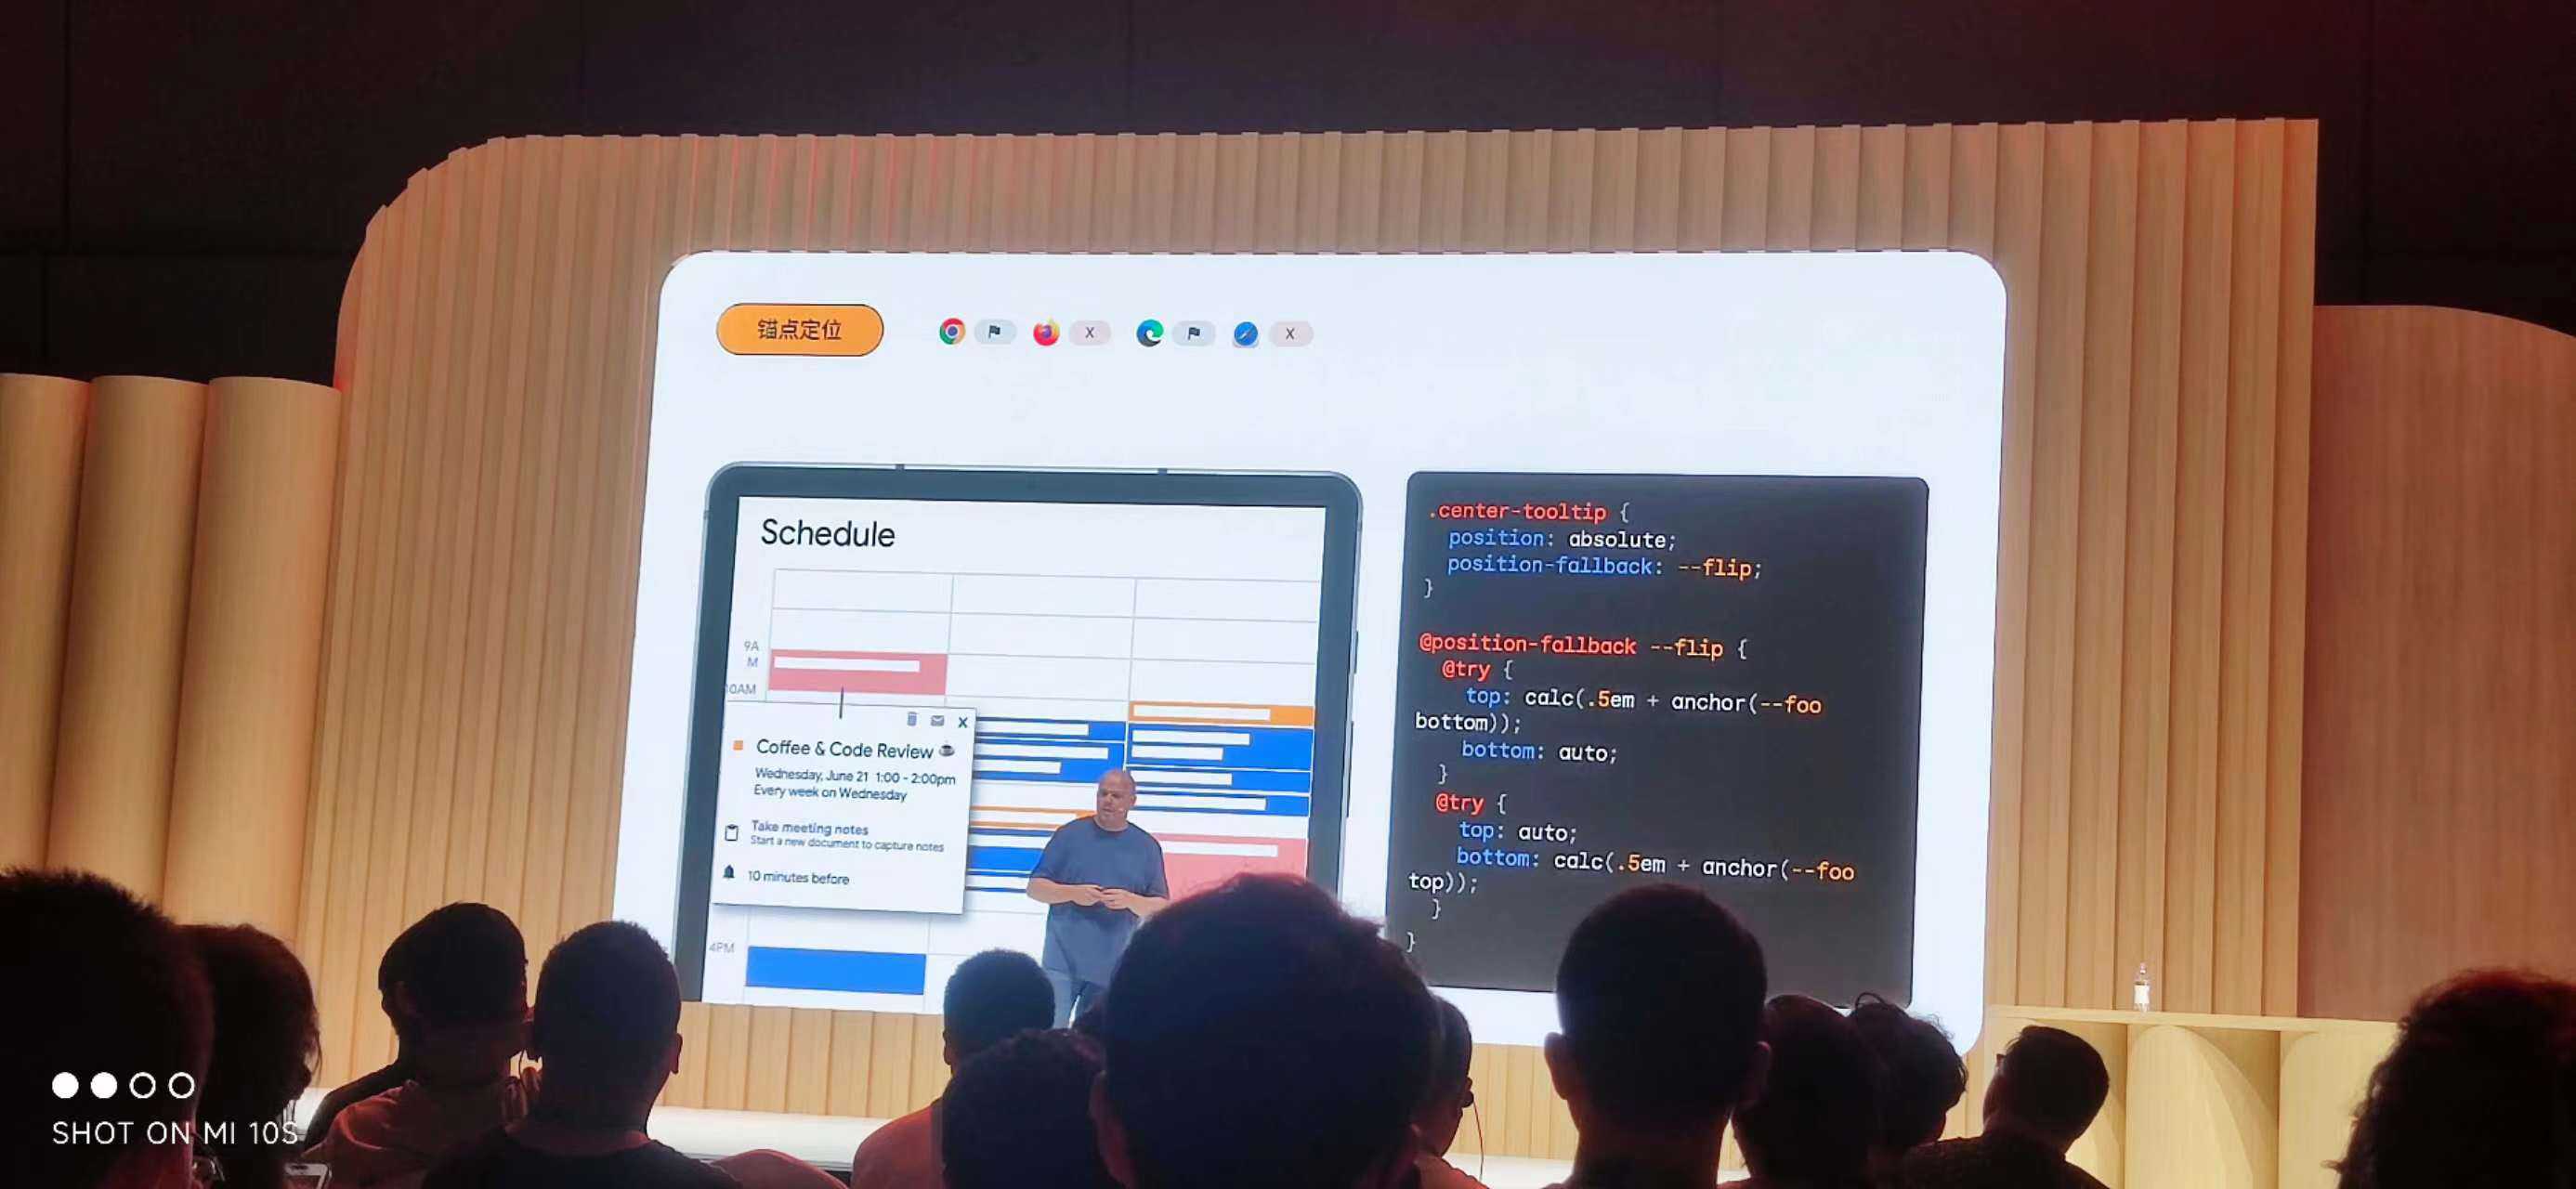 锚点定位
X
X
Schedule
9A
M
10AM
X
Coffee & Code Review
Wednesday, June 21 1:00 - 2:00pm
Every week on Wednesday
Take meeting notes
Start a new document to capture notes
10 minutes before
4PM
.center-tooltip {
position: absolute;
position-fallback: --flip;
}
@position-fallback --flip {
@try {
top: calc(.5em + anchor(--foo
bottom));
bottom: auto;
}
@try {
top: auto;
bottom: calc(.5em + anchor(--foo
top));
}
}
SHOT ON MI 10S